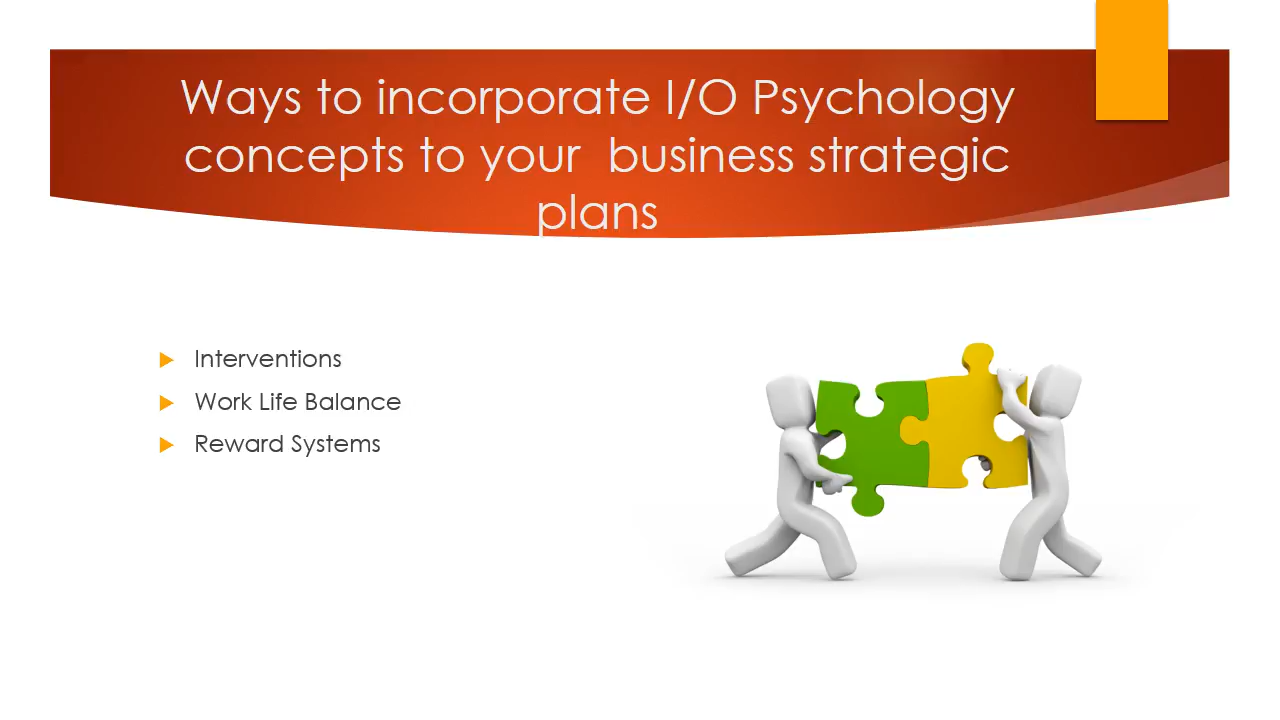 Ways to incorporate I/O Psychology
concepts to your  business strategic
plans
Interventions
Work Life Balance
Reward Systems